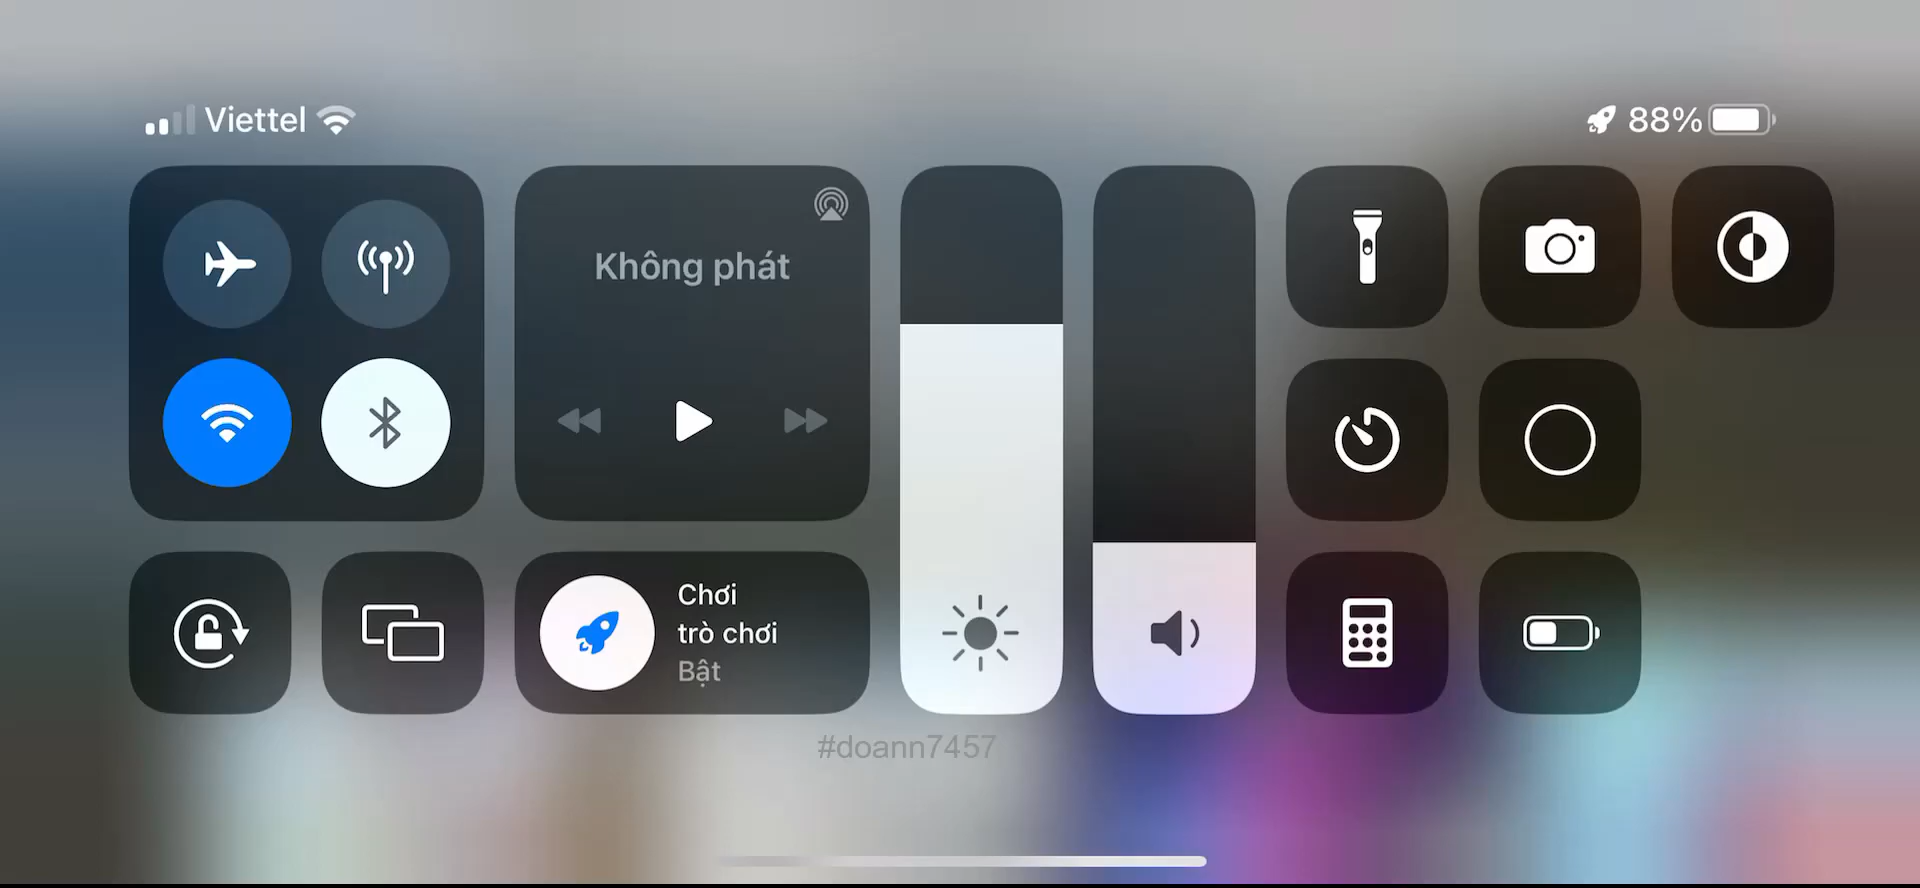 Viettel
88%
Không phát
Chơi
trò chơi
Bật
#doann7457